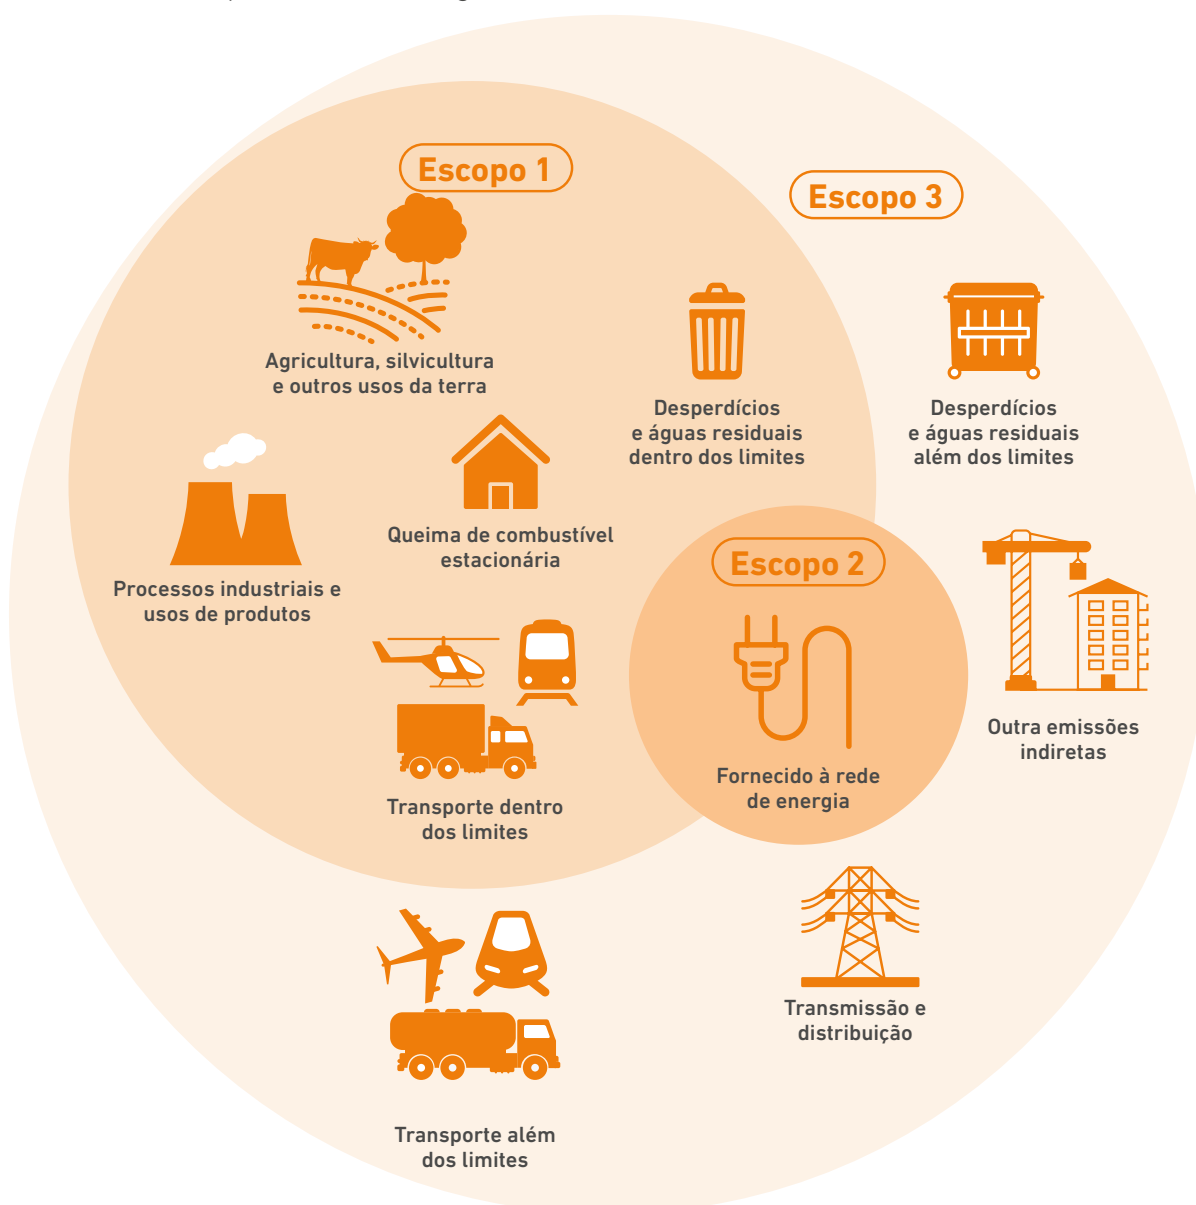 Escopo 1
Escopo 3
Agricultura, silvicultura
e outros usos da terra
Desperdícios
e águas residuais
dentro dos limites
Desperdícios
e águas residuais
além dos limites
Queima de combustível
estacionária
Processos industriais e
usos de produtos
Escopo 2
Fornecido à rede
de energia
Outra emissões
indiretas
Transporte dentro
dos limites
Transmissão e
distribuição
Transporte além
dos limites